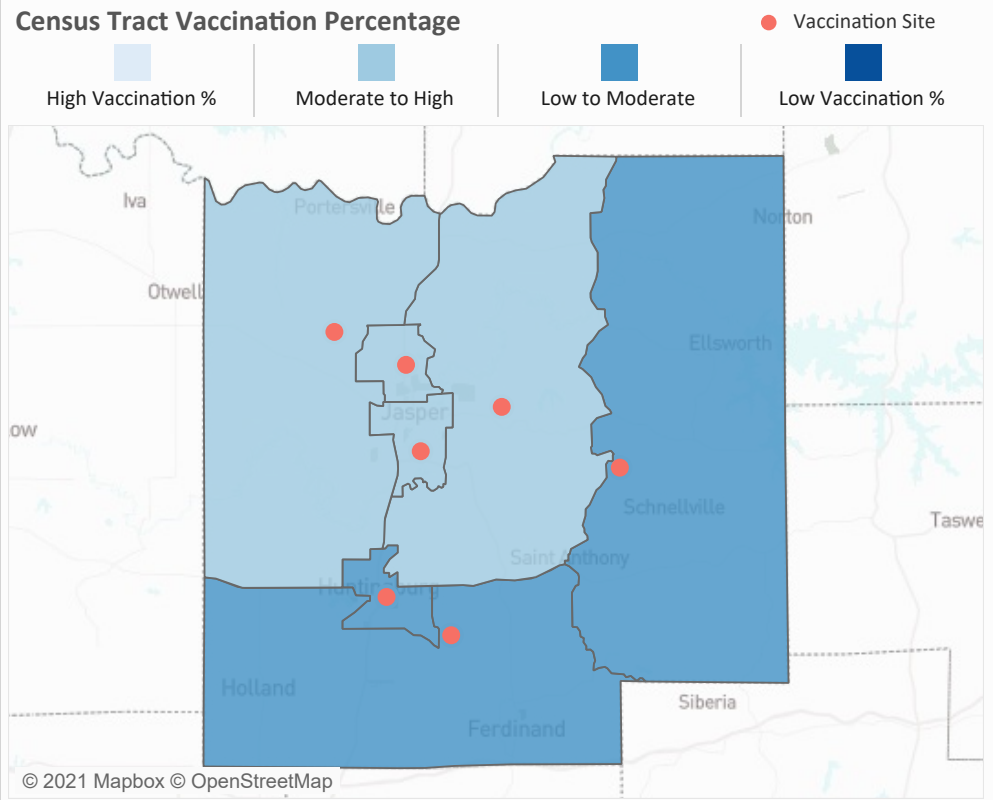 Census Tract Vaccination Percentage
Vaccination Site
High Vaccination %
Moderate to High
Low to Moderate
Low Vaccination %
Iva
Portersville
Norton
Otwell
Ellsworth
Jasper
ow
Schnellville
Taswe
Saint Anthony
Huntingburg
Holland
Siberia
Ferdinand
© 2021 Mapbox © OpenStreetMap